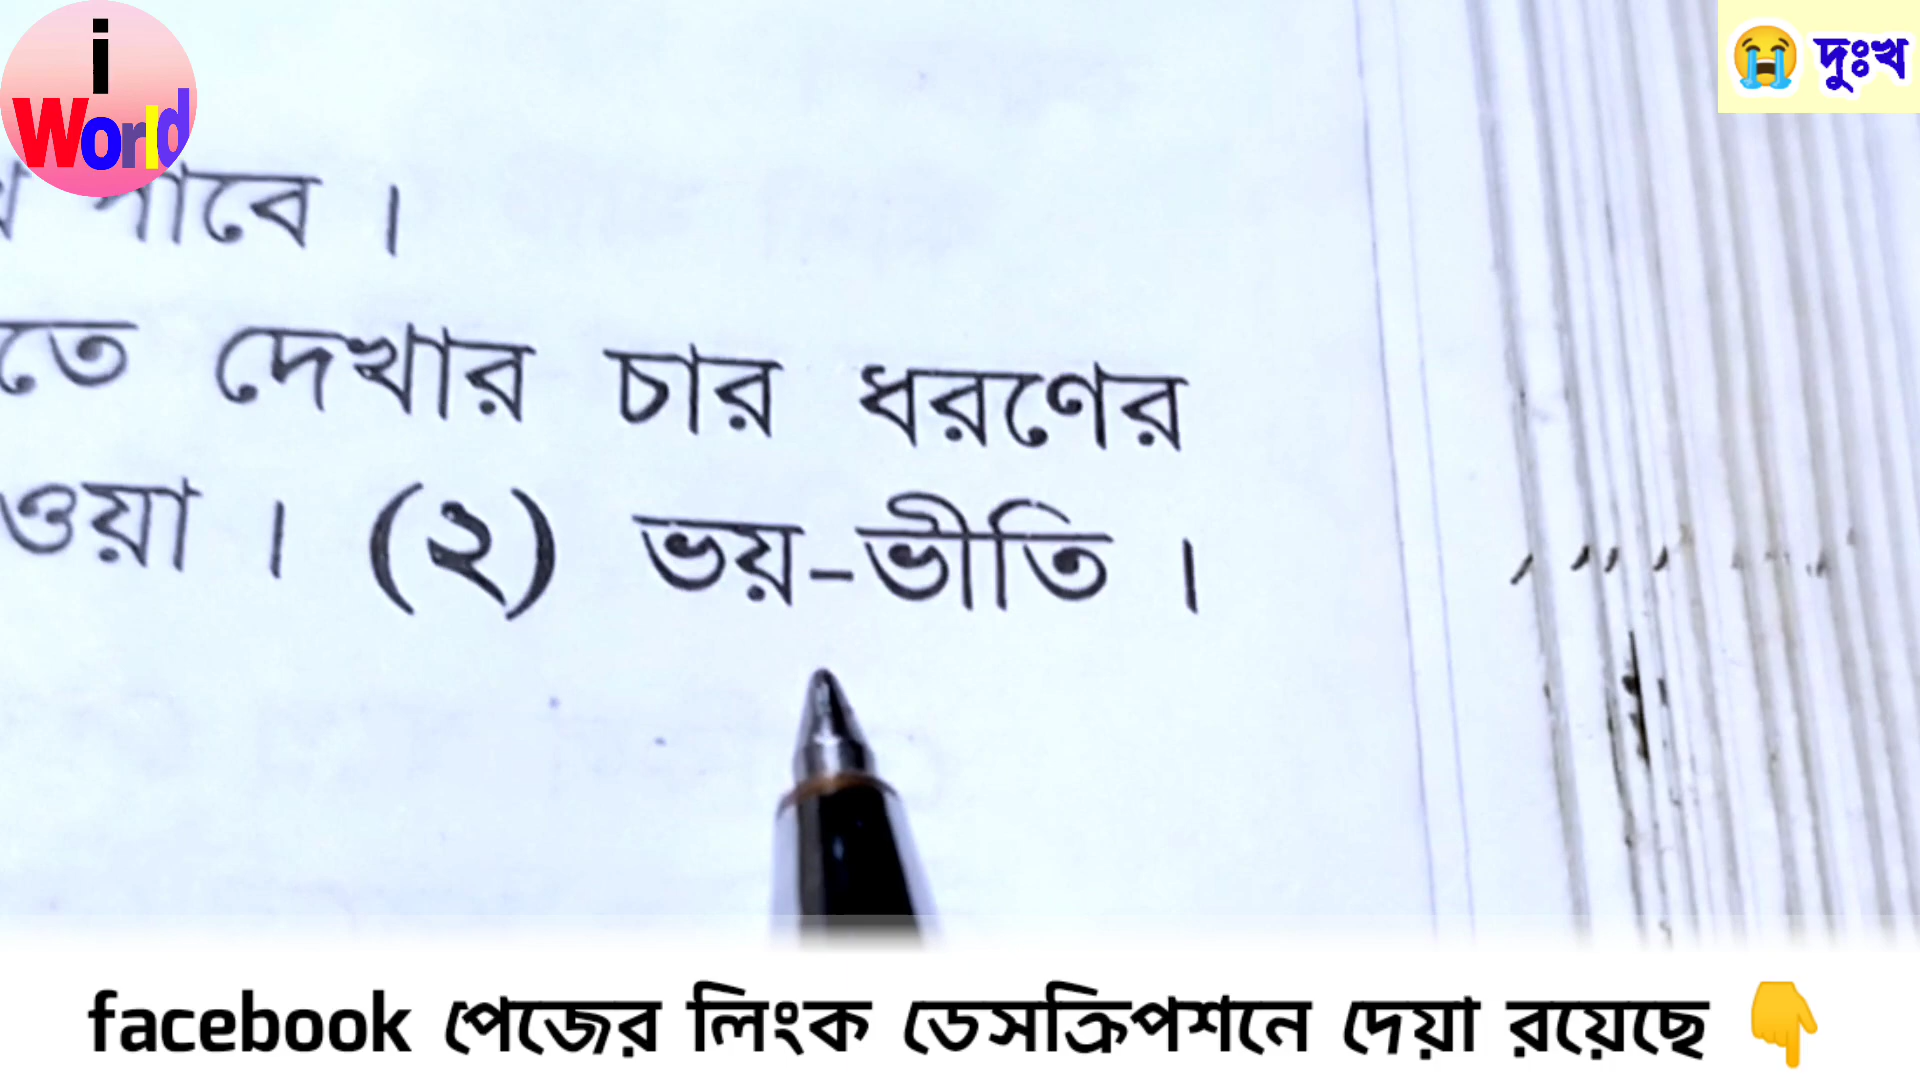 i
World
😭 দুঃখ
পাবে ।
তে দেখার চার ধরণের
ওয়া । (২) ভয়-ভীতি ।
facebook পেজের লিংক ডেসক্রিপশনে দেয়া রয়েছে 👇